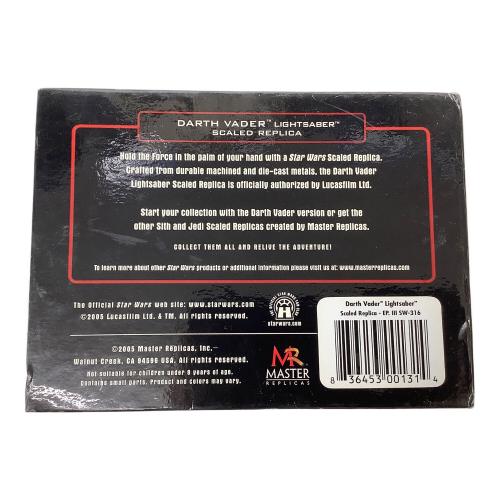 DARTH VADER™ LIGHTSABER™
SCALED REPLICA
Hold the Force in the palm of your hand with a Star Wars Scaled Replica.
Crafted from durable machined and die-cast metals, the Darth Vader
Lightsaber Scaled Replica is officially authorized by Lucasfilm Ltd.
Start your collection with the Darth Vader version or get the
other Sith and Jedi Scaled Replicas created by Master Replicas.
COLLECT THEM ALL AND RELIVE THE ADVENTURE!
To learn more about other Star Wars products or additional information please visit us at: www.masterreplicas.com
The Official Star Wars web site: www.starwars.com
©2005 Lucasfilm Ltd. & TM. All rights reserved.
starwars.com
©2005 Master Replicas, Inc.
Walnut Creek, CA 94596 USA. All rights reserved.
Not suitable for children under 8 years of age.
Contains small parts. Product and colors may vary.
MR
MASTER
REPLICAS
Darth Vader™ Lightsaber™
Scaled Replica - EP. III SW-316
8 36453 00131 4